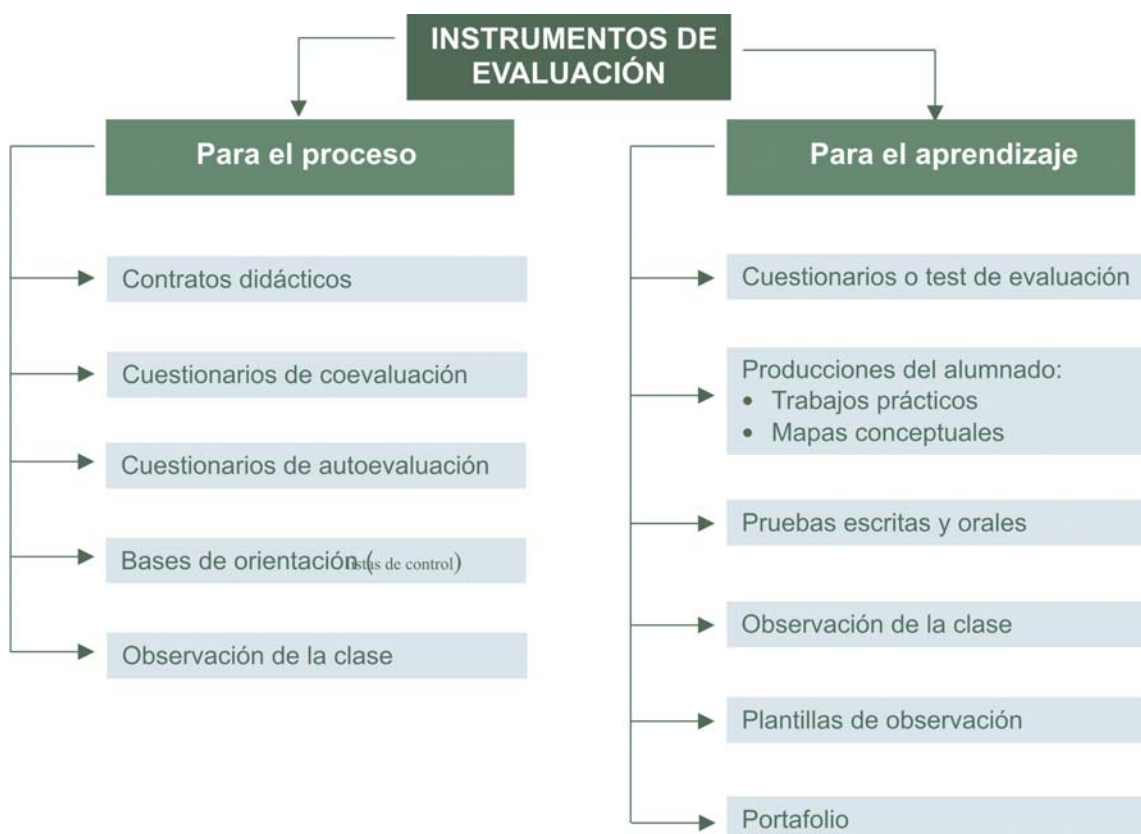 INSTRUMENTOS DE
EVALUACIÓN
Para el proceso
Contratos didácticos
Cuestionarios de coevaluación
Cuestionarios de autoevaluación
Bases de orientación (listas de control)
Observación de la clase
Para el aprendizaje
Cuestionarios o test de evaluación
Producciones del alumnado:
• Trabajos prácticos
• Mapas conceptuales
Pruebas escritas y orales
Observación de la clase
Plantillas de observación
Portafolio